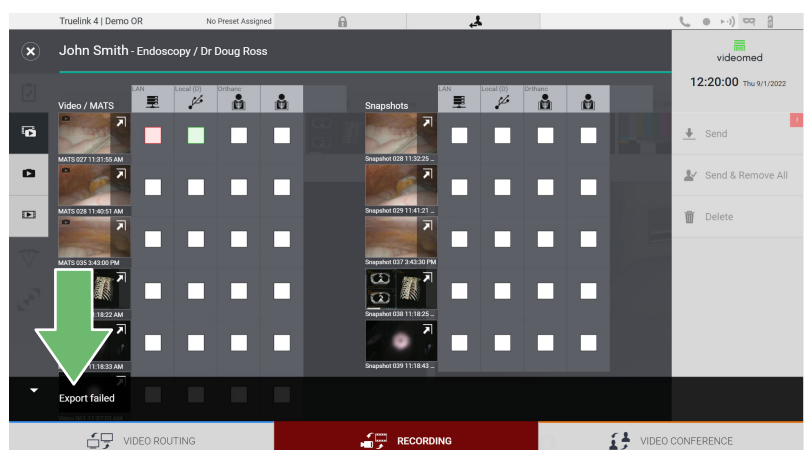 Truelink 4 | Demo OR
No Preset Assigned
John Smith - Endoscopy / Dr Doug Ross
videomed
12:20:00 Thu 9/1/2022
Video / MATS
LAN
Local (D)
Orthanc
Snapshots
LAN
Local (D)
Orthanc
MATS 027 11:31:55 AM
Snapshot 028 11:32:25 ..
MATS 028 11:40:51 AM
Snapshot 029 11:41:21 ..
MATS 035 3:43:00 PM
Snapshot 037 3:43:30 PM
11:18:22 AM
Snapshot 038 11:18:25 ..
11:18:33 AM
Snapshot 039 11:18:43 ..
Send
Send & Remove All
Delete
Export failed
VIDEO ROUTING
RECORDING
VIDEO CONFERENCE